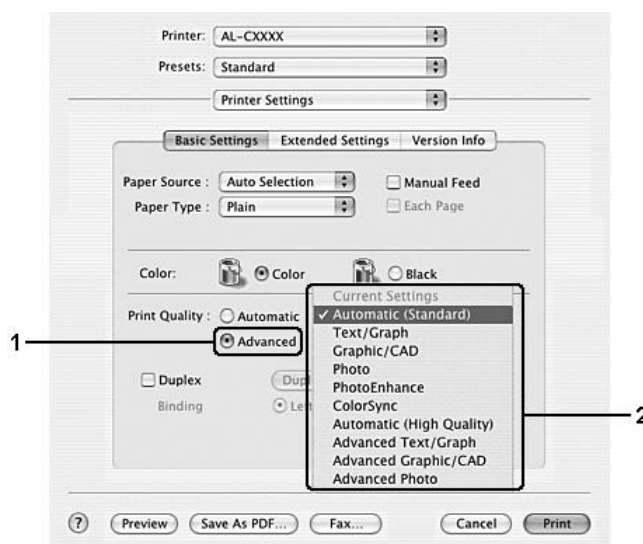 Printer: AL-CXXXX
Presets: Standard
Printer Settings
Basic Settings Extended Settings Version Info
Paper Source : Auto Selection Manual Feed
Paper Type : Plain Each Page
Color: Color Black
Print Quality : Automatic
Advanced
Current Settings
✓ Automatic (Standard)
Text/Graph
Graphic/CAD
Photo
PhotoEnhance
ColorSync
Automatic (High Quality)
Advanced Text/Graph
Advanced Graphic/CAD
Advanced Photo
1
2
Duplex
Binding
? Preview Save As PDF... Fax... Cancel Print